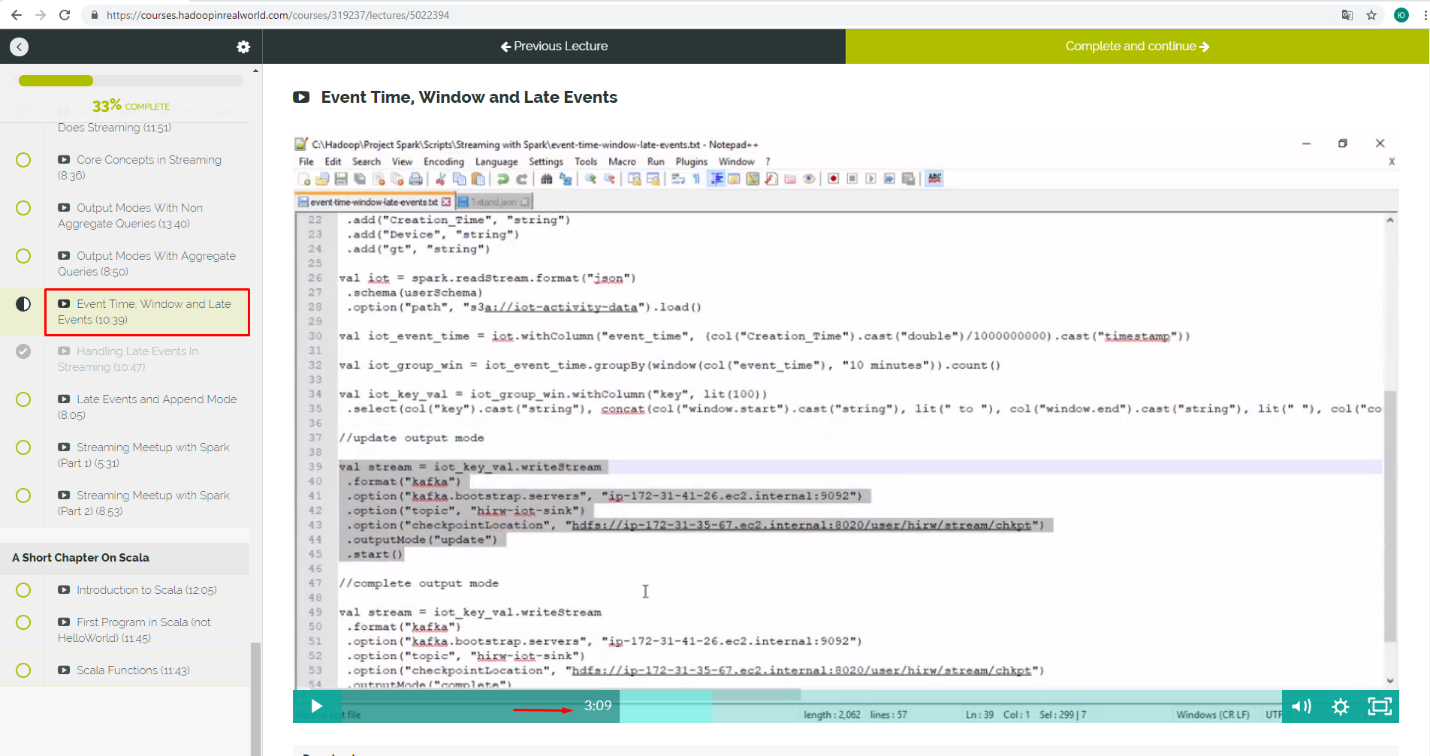 https://courses.hadoopinrealworld.com/courses/319237/lectures/5022394
Previous Lecture
Complete and continue
33% COMPLETE
Does Streaming (11:51)
Core Concepts in Streaming
(8:36)
Output Modes With Non
Aggregate Queries (13:40)
Output Modes With Aggregate
Queries (8:50)
Event Time, Window and Late
Events (10:39)
Handling Late Events In
Streaming (10:47)
Late Events and Append Mode
(8:05)
Streaming Meetup with Spark
(Part 1) (5:31)
Streaming Meetup with Spark
(Part 2) (8:53)
A Short Chapter On Scala
Introduction to Scala (12:05)
First Program in Scala (not
HelloWorld) (11:45)
Scala Functions (11:43)
Event Time, Window and Late Events
C:\Hadoop\Project Spark\Scripts\Streaming with Spark\event-time-window-late-events.txt - Notepad++
File Edit Search View Encoding Language Settings Tools Macro Run Plugins Window ? X
event-time-window-late-events.txt 1-stand.json
22 .add("Creation_Time", "string")
23 .add("Device", "string")
24 .add("gt", "string")
25
26 val iot = spark.readStream.format("json")
27 .schema(userSchema)
28 .option("path", "s3a://iot-activity-data").load()
29
30 val iot_event_time = iot.withColumn("event_time", (col("Creation_Time").cast("double")/1000000000).cast("timestamp"))
31
32 val iot_group_win = iot_event_time.groupBy(window(col("event_time"), "10 minutes")).count()
33
34 val iot_key_val = iot_group_win.withColumn("key", lit(100))
35 .select(col("key").cast("string"), concat(col("window.start").cast("string"), lit(" to "), col("window.end").cast("string"), lit(" "), col("co
36
37 //update output mode
38
39 val stream = iot_key_val.writeStream
40 .format("kafka")
41 .option("kafka.bootstrap.servers", "ip-172-31-41-26.ec2.internal:9092")
42 .option("topic", "hirw-iot-sink")
43 .option("checkpointLocation", "hdfs://ip-172-31-35-67.ec2.internal:8020/user/hirw/stream/chkpt")
44 .outputMode("update")
45 .start()
46
47 //complete output mode
48
49 val stream = iot_key_val.writeStream
50 .format("kafka")
51 .option("kafka.bootstrap.servers", "ip-172-31-41-26.ec2.internal:9092")
52 .option("topic", "hirw-iot-sink")
53 .option("checkpointLocation", "hdfs://ip-172-31-35-67.ec2.internal:8020/user/hirw/stream/chkpt")
54 .outputMode("complete")
3:09
text file length : 2,062 lines : 57 Ln : 39 Col : 1 Sel : 299 | 7 Windows (CR LF) UTF